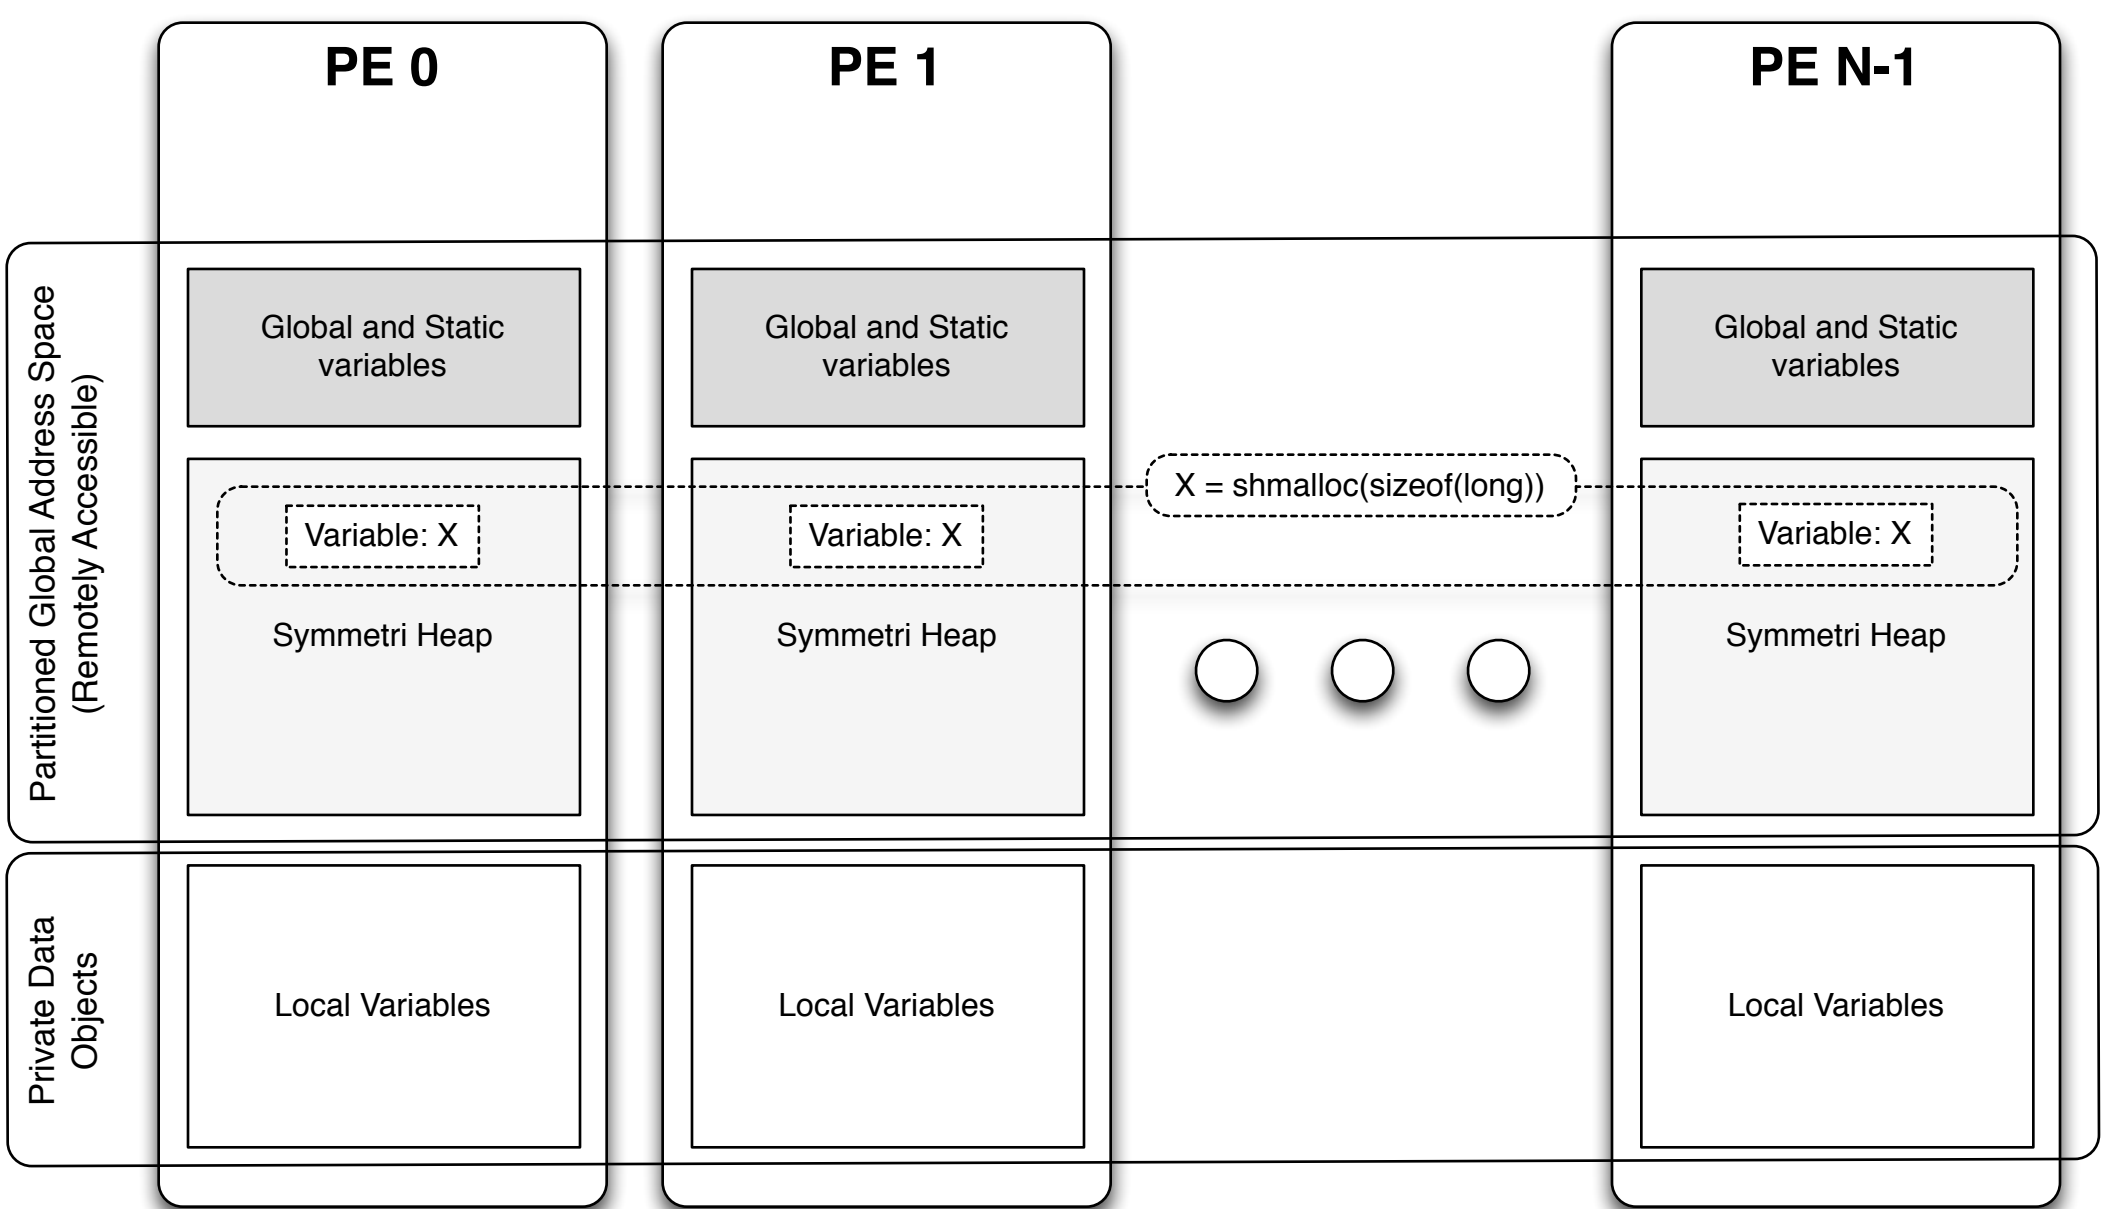 PE 0
PE 1
PE N-1
Partitioned Global Address Space
(Remotely Accessible)
Global and Static
variables
Global and Static
variables
Global and Static
variables
X = shmalloc(sizeof(long))
Variable: X
Variable: X
Variable: X
Symmetri Heap
Symmetri Heap
Symmetri Heap
Private Data
Objects
Local Variables
Local Variables
Local Variables